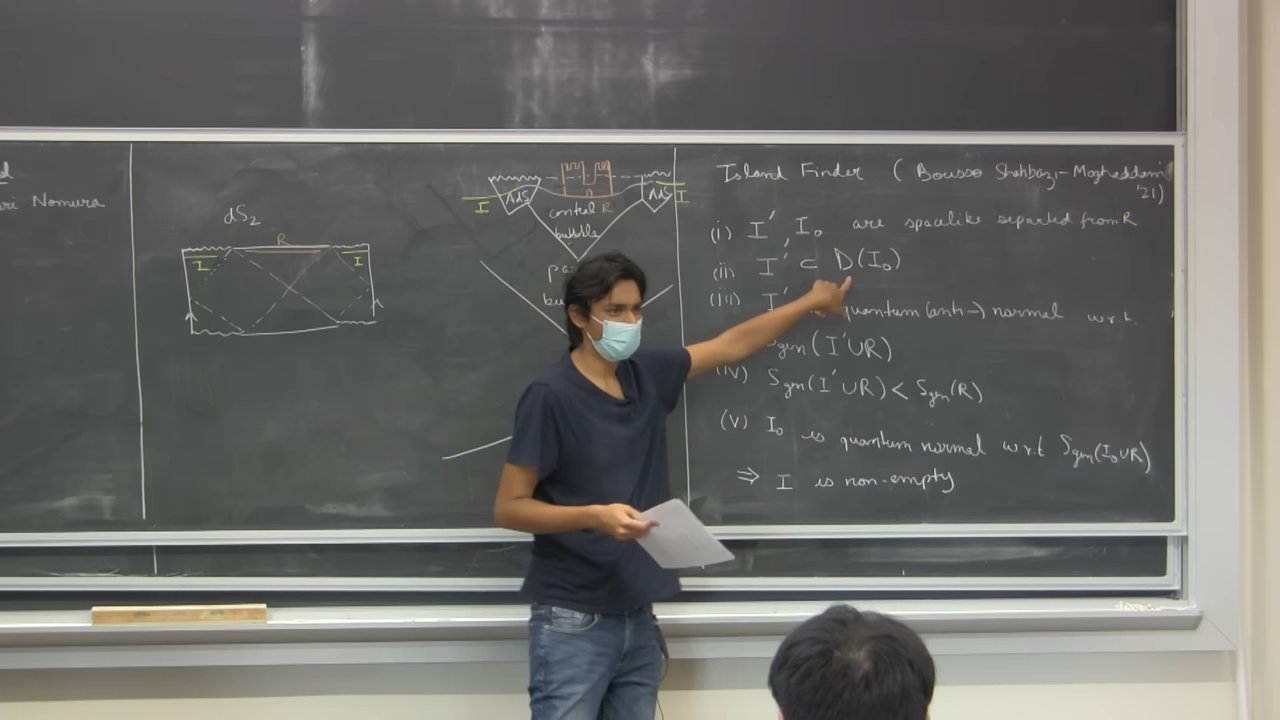 Nomura
dS₂
R
I
I
I
AdS
AdS
I
central R
bubble
Island Finder (Bousso Shahbazi-Moghaddam '21)
(i) I', I₀ are spacelike separated from R
(ii) I' ⊂ D(I₀)
(iii) I' quantum (anti-) normal w.r.t.
Sgen(I'∪R)
(iv) Sgen(I'∪R) < Sgen(R)
(v) I₀ is quantum normal w.r.t Sgen(I₀∪R)
⇒ I is non-empty